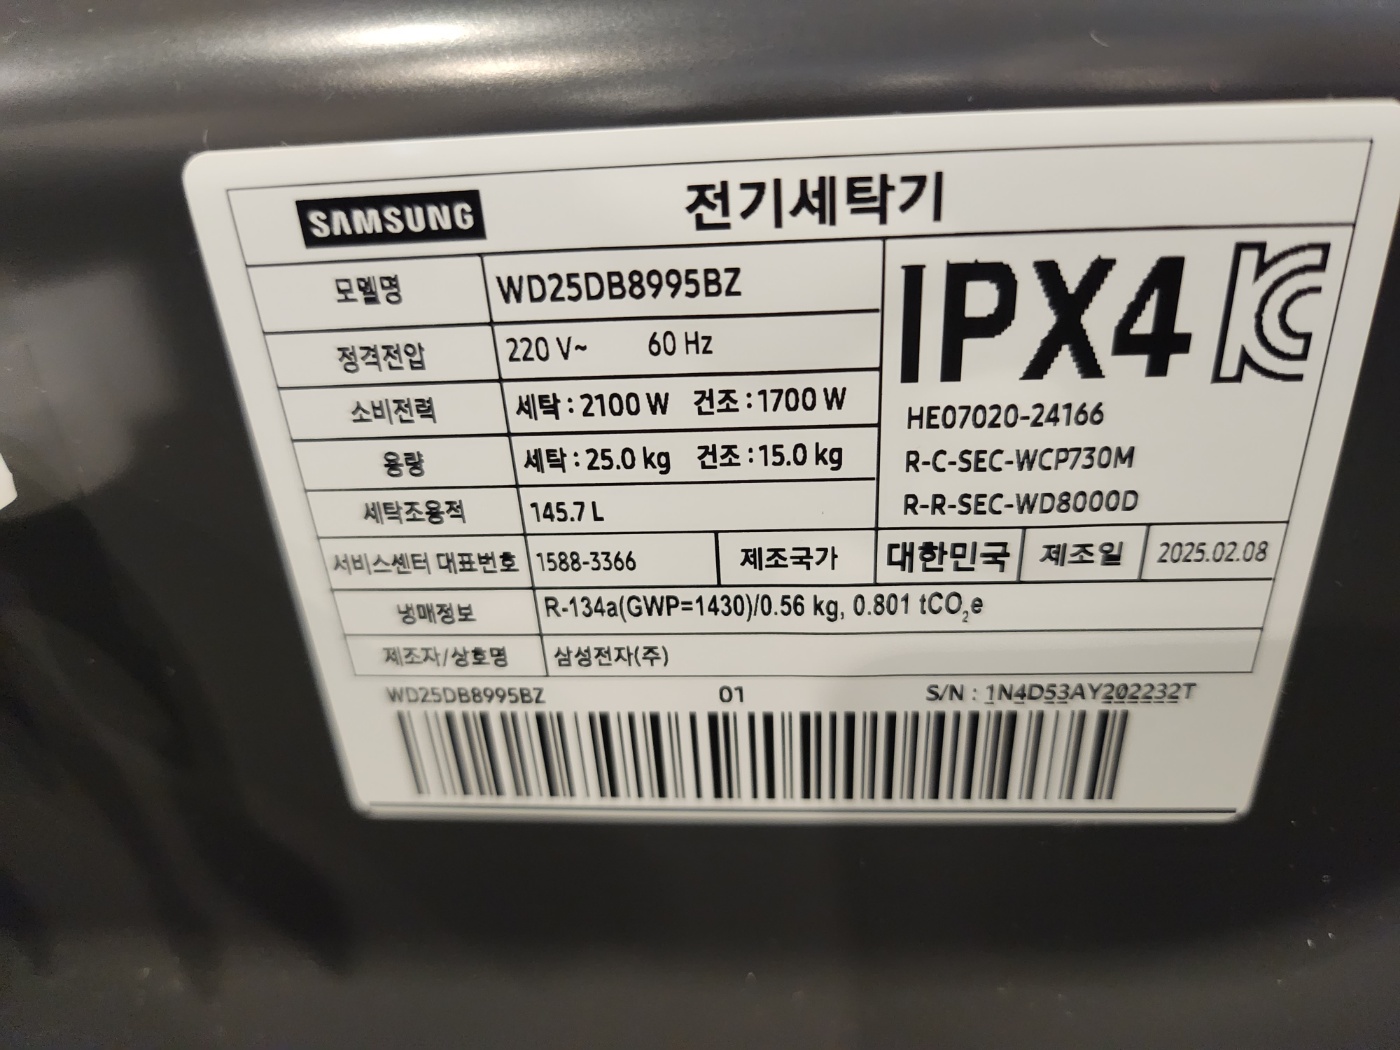 SAMSUNG 전기세탁기
모델명 WD25DB8995BZ
IPX4
정격전압 220 V~ 60 Hz
소비전력 세탁 : 2100 W 건조 : 1700 W
HE07020-24166
용량 세탁 : 25.0 kg 건조 : 15.0 kg
R-C-SEC-WCP730M
세탁조용적 145.7 L
R-R-SEC-WD8000D
서비스센터 대표번호 1588-3366 제조국가 대한민국 제조일 2025.02.08
냉매정보 R-134a(GWP=1430)/0.56 kg, 0.801 tCO₂e
제조자/상호명 삼성전자(주)
WD25DB8995BZ 01 S/N : 1N4D53AY202232T